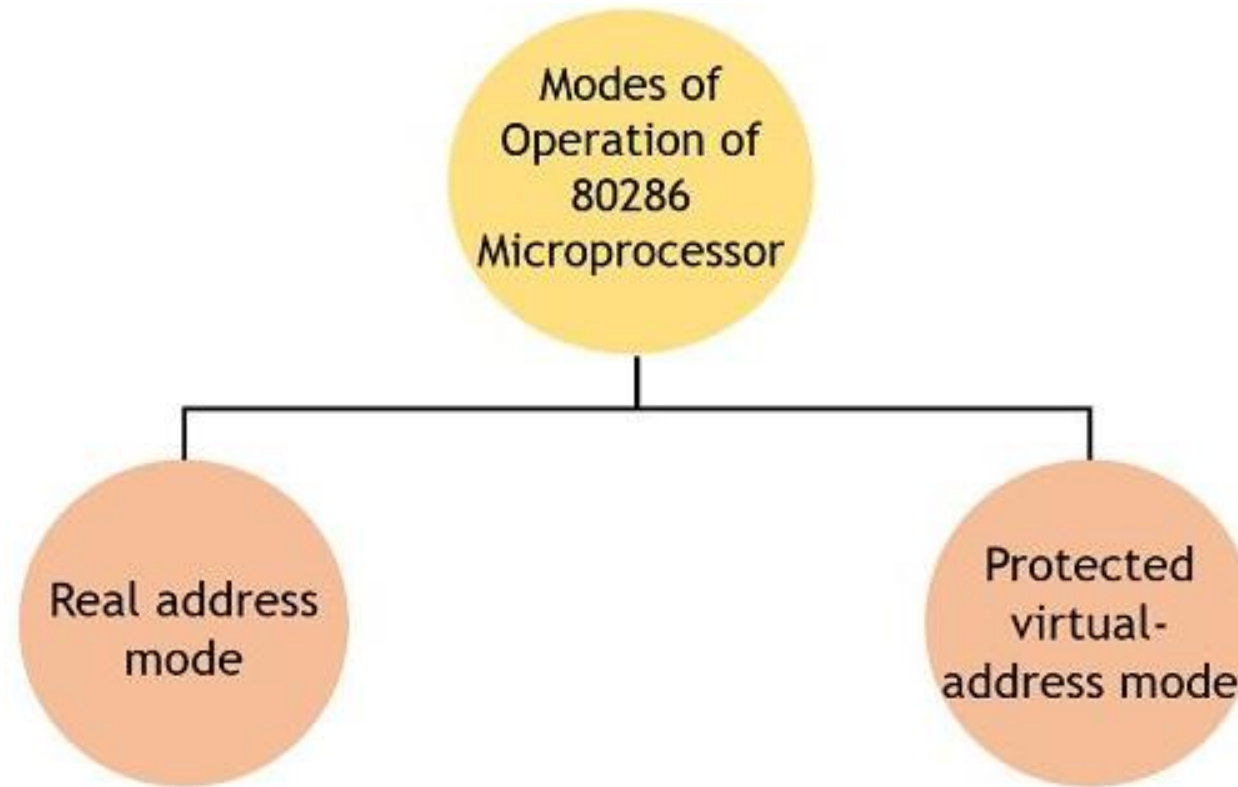 Modes of
Operation of
80286
Microprocessor
Real address
mode
Protected
virtual-
address mode